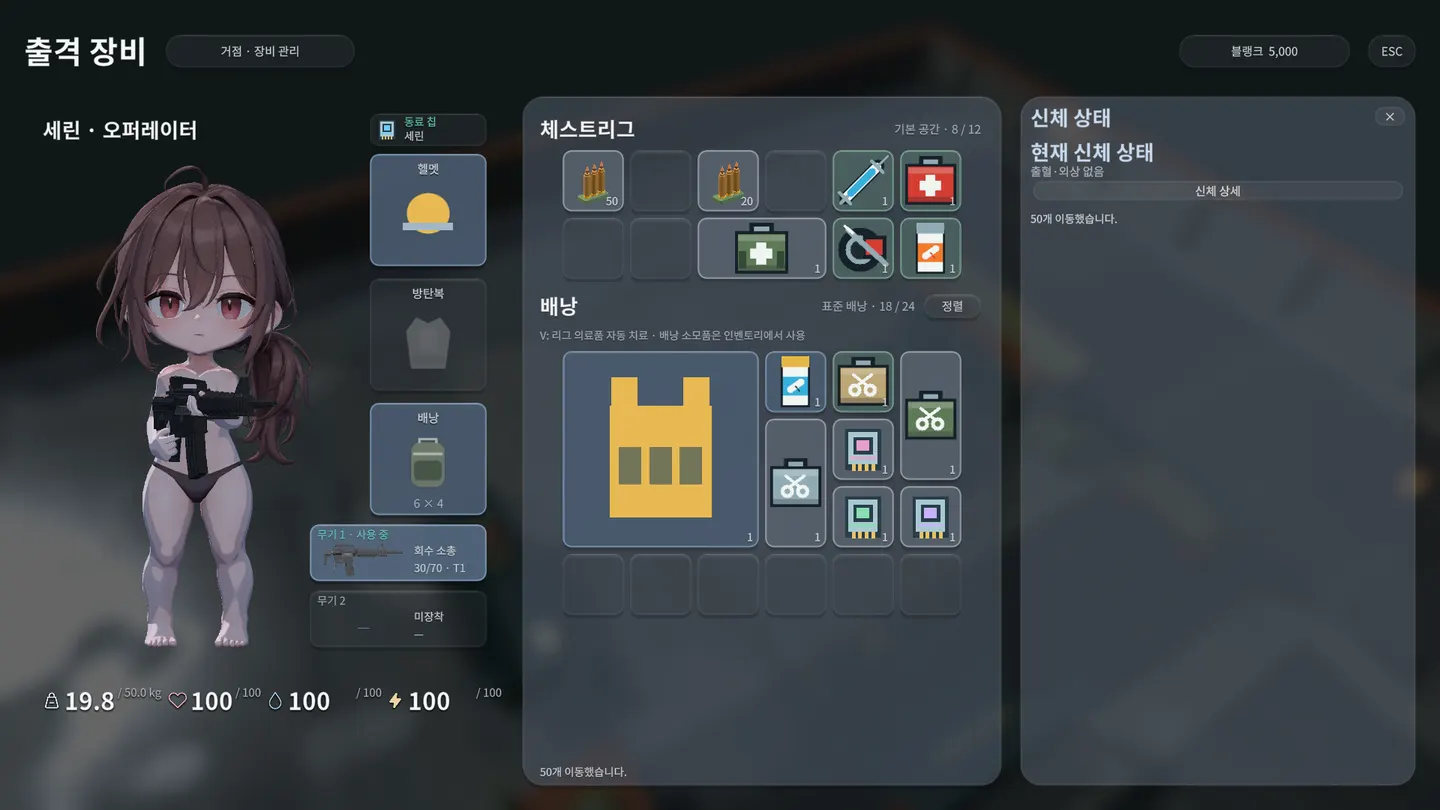 출격 장비
거점 · 장비 관리
블랭크 5,000
ESC
세린 · 오퍼레이터
동료 칩
세린
헬멧
방탄복
배낭
6 × 4
무기 1 · 사용 중
회수 소총
30/70 · T1
무기 2
미장착
—
—
19.8 / 50.0 kg
100 / 100
100 / 100
100 / 100
체스트리그
기본 공간 · 8 / 12
50
20
1
1
1
1
1
배낭
표준 배낭 · 18 / 24
정렬
V: 리그 의료품 자동 치료 · 배낭 소모품은 인벤토리에서 사용
1
1
1
1
1
1
1
1
50개 이동했습니다.
신체 상태
×
현재 신체 상태
출혈·의상 없음
신체 상세
50개 이동했습니다.